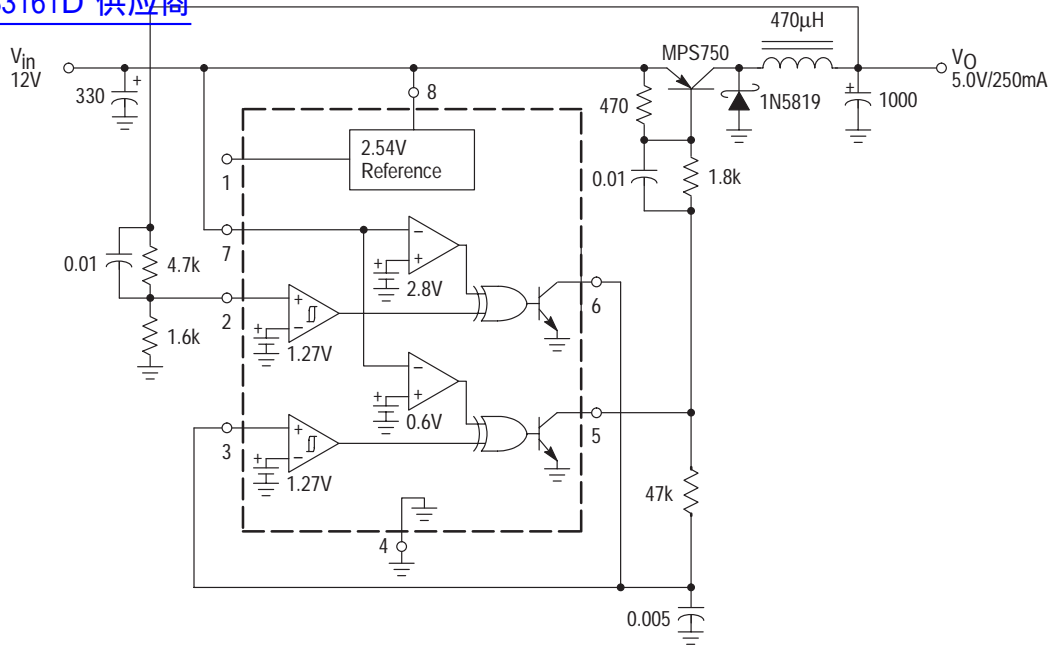 3161D 供应商
470µH
MPS750
Vin
12V
VO
5.0V/250mA
330
+
8
470
1N5819
+
1000
2.54V
Reference
1
0.01
1.8k
7
0.01
4.7k
−
+
+
2.8V
6
2
+
−
+
1.27V
1.6k
−
+
+
0.6V
5
3
+
−
+
1.27V
47k
4
0.005